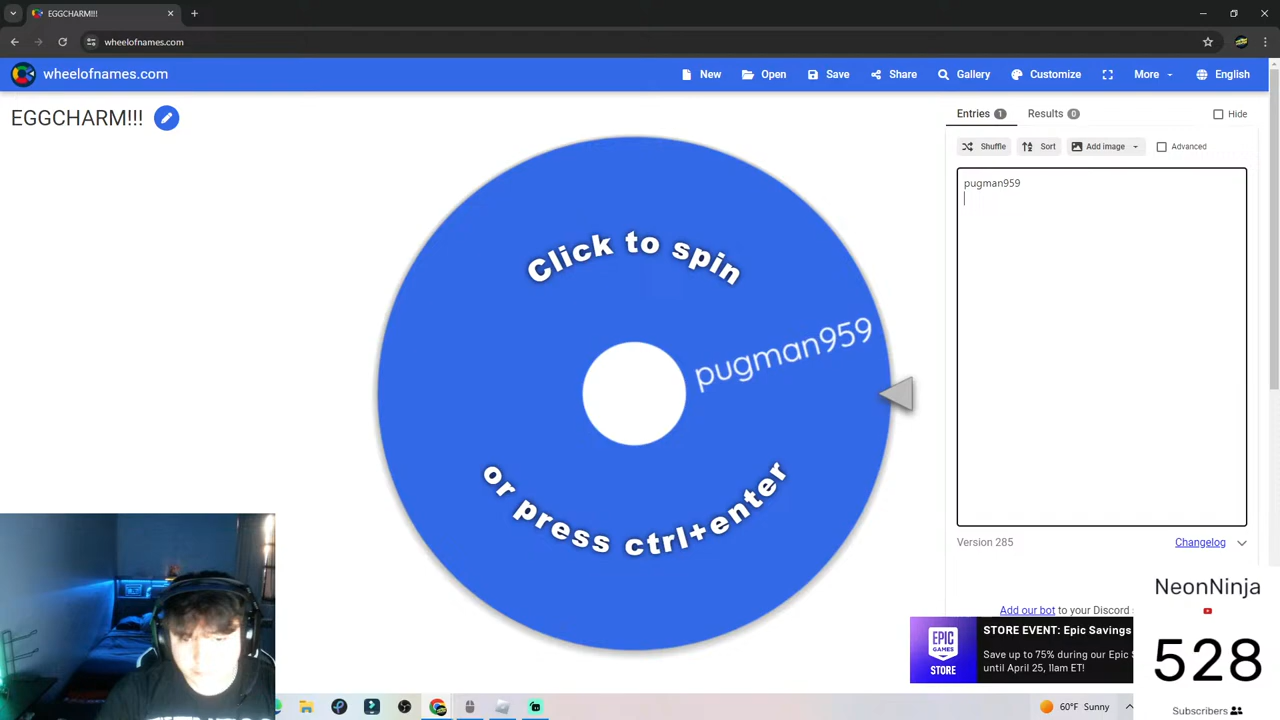 EGGCHARM!!!
wheelofnames.com
wheelofnames.com
New
Open
Save
Share
Gallery
Customize
More
English
EGGCHARM!!!
Entries 1
Results 0
Hide
Shuffle
Sort
Add image
Advanced
pugman959
Click to spin
pugman959
or press ctrl+enter
Version 285
Changelog
Add our bot to your Discord s
EPIC
GAMES
STORE
STORE EVENT: Epic Savings
Save up to 75% during our Epic S
until April 25, 11am ET!
NeonNinja
528
Subscribers
60°F Sunny